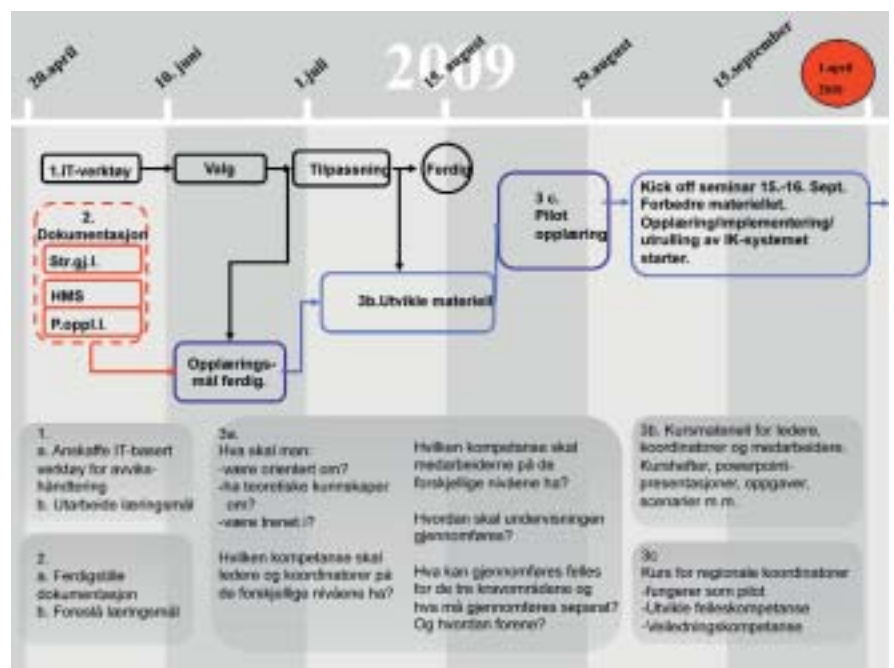 2009
20.april
10. juni
1.juli
15. august
29.august
15.september
1.april
1.IT-verktøy
Valg
Tilpassning
Ferdig
2.
Dokumentasjon
Str.gj.l.
HMS
P.oppl.l.
Opplærings-
mål ferdig.
3b.Utvikle materiell
3 c.
Pilot
opplæring
Kick off seminar 15.-16. Sept.
Forbedre materiellet.
Opplæring/implementering/
utrulling av IK-systemet
starter.
1.
a. Anskaffe IT-basert
verktøy for avviks-
håndtering
b. Utarbeide læringsmål
2.
a. Ferdigstille
dokumentasjon
b. Foreslå læringsmål
3a.
Hva skal man:
-være orientert om?
-ha teoretiske kunnskaper
om?
-være trenet i?
Hvilken kompetanse skal
ledere og koordinatorer på
de forskjellige nivåene ha?
Hvilken kompetanse skal
medarbeiderne på de
forskjellige nivåene ha?
Hvordan skal undervisningen
gjennomføres?
Hva kan gjennomføres felles
for de tre kravområdene og
hva må gjennomføres separat?
Og hvordan forene?
3b. Kursmateriell for ledere,
koordinatorer og medarbeidere.
Kurshefter, powerpoint-
presentasjoner, oppgaver,
scenarier m.m.
3c
Kurs for regionale koordinatorer
-fungerer som pilot
-Utvikle felleskompetanse
-Veiledningskompetanse